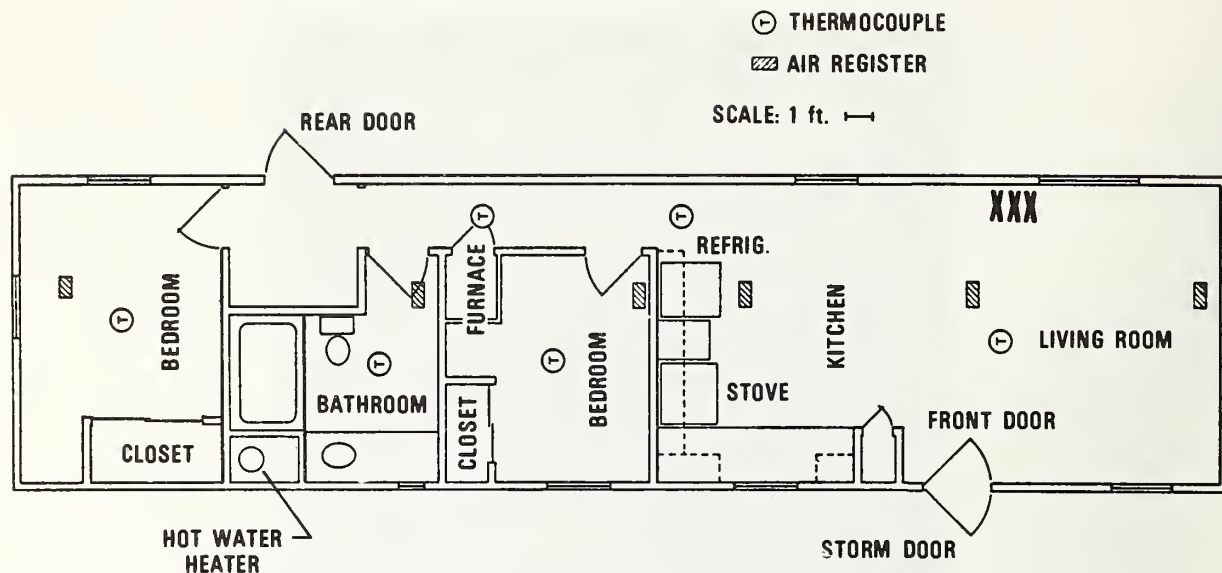 T THERMOCOUPLE
AIR REGISTER
SCALE: 1 ft.
REAR DOOR
XXX
T
T
REFRIG.
FURNACE
T
BEDROOM
KITCHEN
T LIVING ROOM
T
T
BEDROOM
STOVE
BATHROOM
FRONT DOOR
CLOSET
CLOSET
HOT WATER
HEATER
STORM DOOR